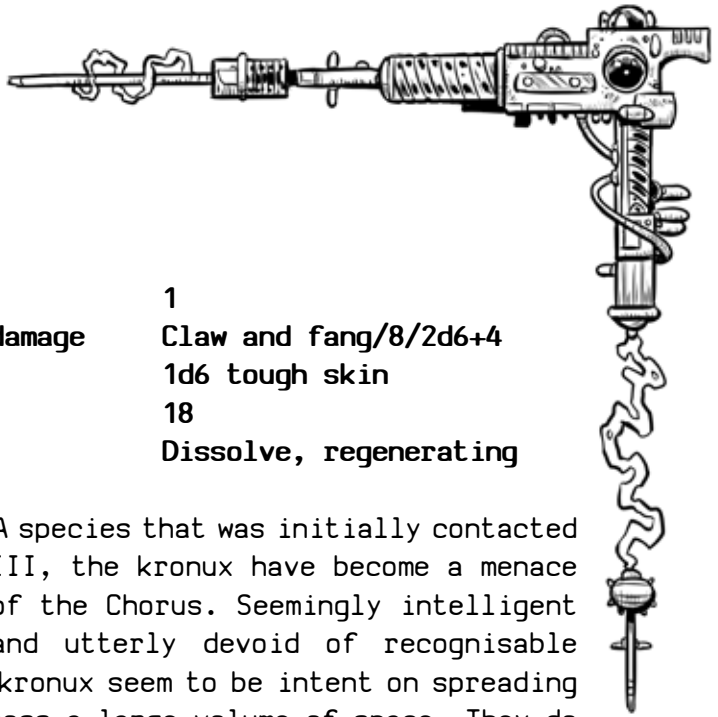 1
damage Claw and fang/8/2d6+4
1d6 tough skin
18
Dissolve, regenerating
A species that was initially contacted
III, the kronux have become a menace
of the Chorus. Seemingly intelligent
and utterly devoid of recognisable
kronux seem to be intent on spreading
a large volume of space. They do